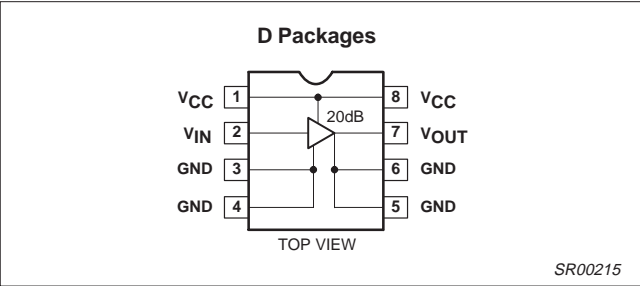 D Packages
VCC 1 8 VCC
20dB
VIN 2 7 VOUT
GND 3 6 GND
GND 4 5 GND
TOP VIEW
SR00215